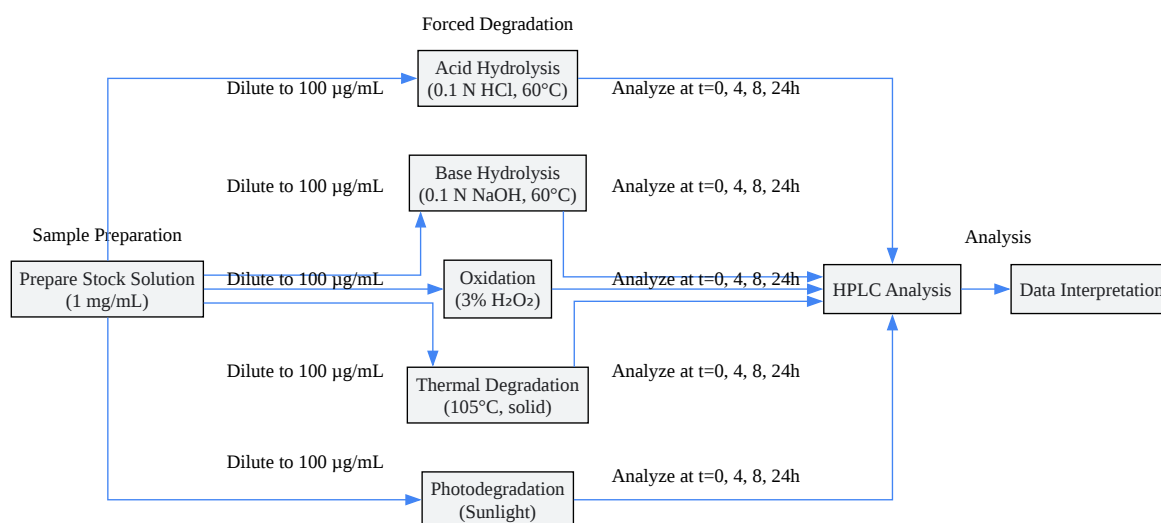 Forced Degradation
Acid Hydrolysis
(0.1 N HCl, 60°C)
Dilute to 100 µg/mL
Analyze at t=0, 4, 8, 24h
Base Hydrolysis
(0.1 N NaOH, 60°C)
Dilute to 100 µg/mL
Analyze at t=0, 4, 8, 24h
Sample Preparation
Analysis
Prepare Stock Solution
(1 mg/mL)
Dilute to 100 µg/mL
Oxidation
(3% H₂O₂)
Analyze at t=0, 4, 8, 24h
HPLC Analysis
Data Interpretation
Dilute to 100 µg/mL
Thermal Degradation
(105°C, solid)
Analyze at t=0, 4, 8, 24h
Dilute to 100 µg/mL
Photodegradation
(Sunlight)
Analyze at t=0, 4, 8, 24h